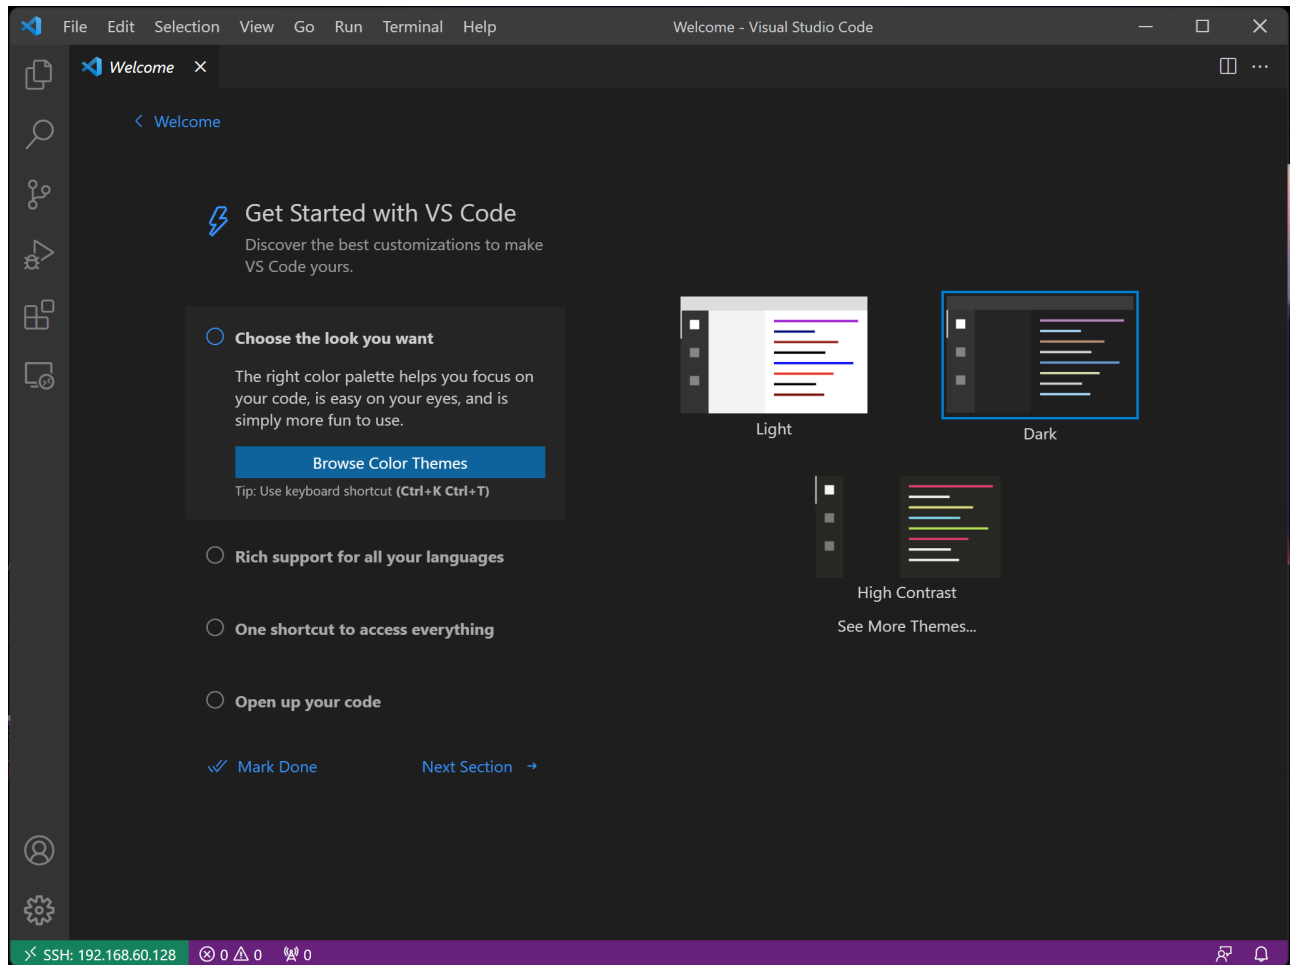 File Edit Selection View Go Run Terminal Help Welcome - Visual Studio Code
Welcome
Welcome
Get Started with VS Code
Discover the best customizations to make
VS Code yours.
Choose the look you want
The right color palette helps you focus on
your code, is easy on your eyes, and is
simply more fun to use.
Browse Color Themes
Tip: Use keyboard shortcut (Ctrl+K Ctrl+T)
Rich support for all your languages
One shortcut to access everything
Open up your code
Mark Done Next Section
Light
Dark
High Contrast
See More Themes...
SSH: 192.168.60.128 0 0 0